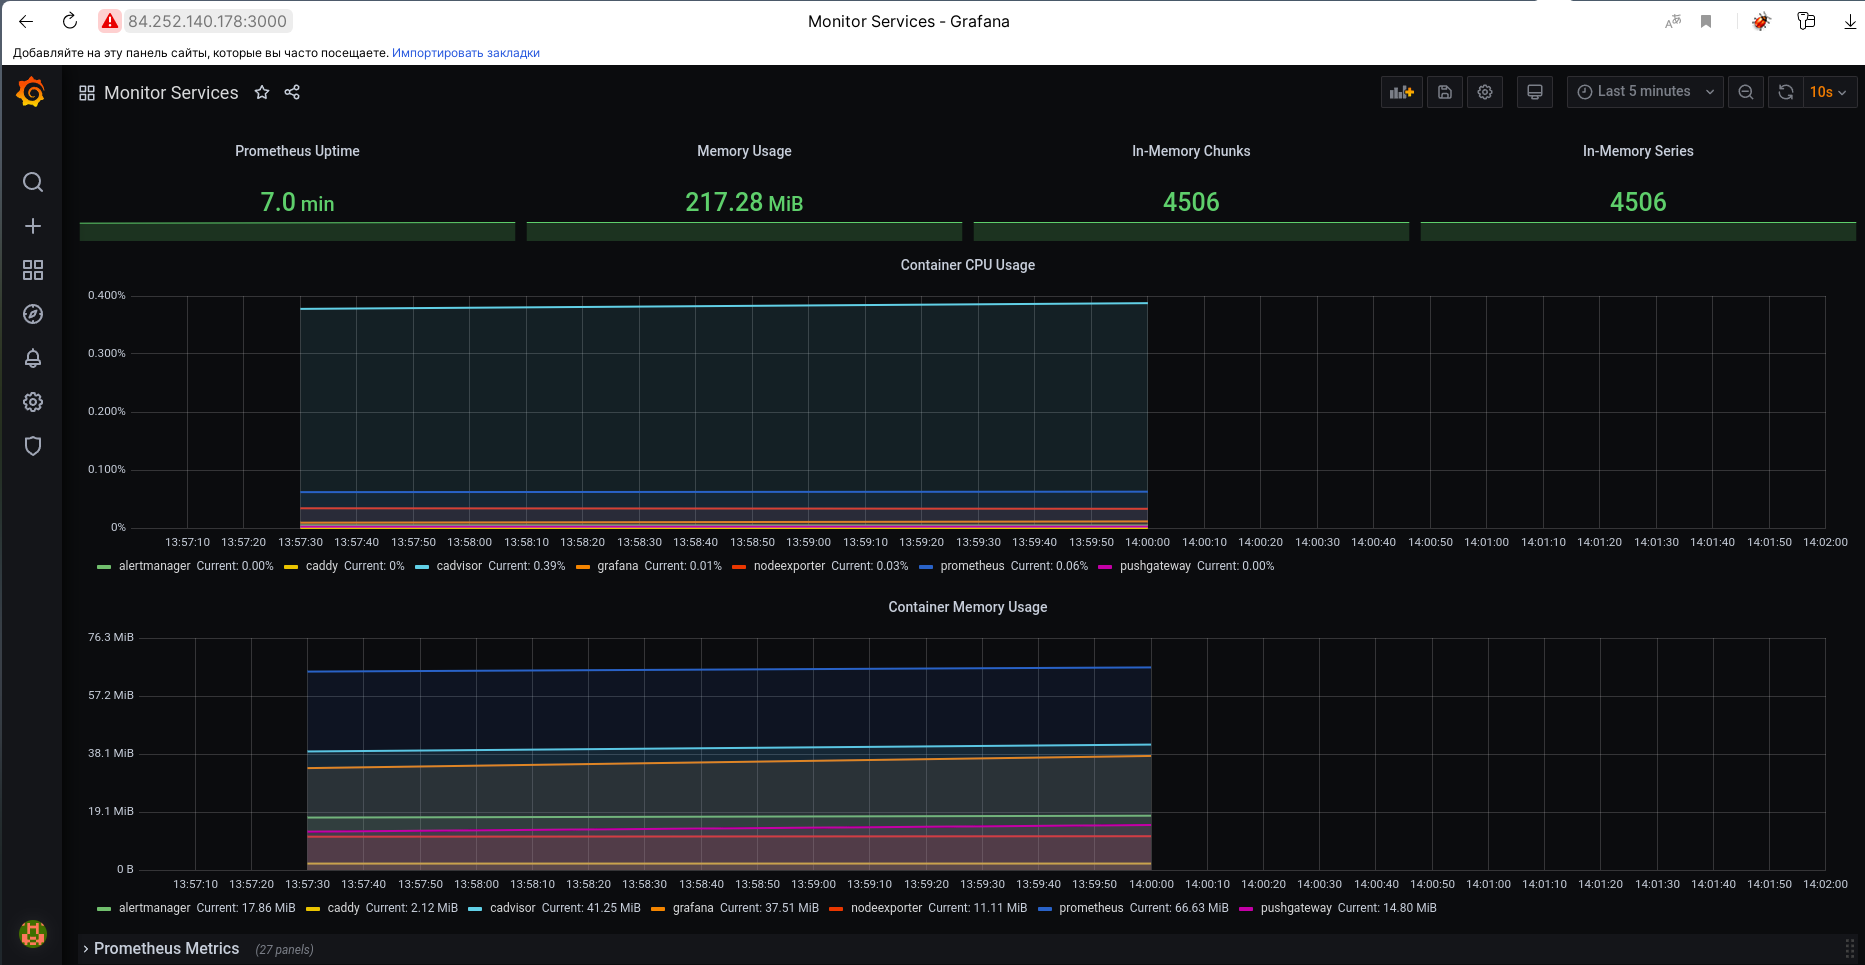 84.252.140.178:3000 Monitor Services - Grafana
Добавляйте на эту панель сайты, которые вы часто посещаете. Импортировать закладки
Monitor Services Last 5 minutes 10s
Prometheus Uptime Memory Usage In-Memory Chunks In-Memory Series
7.0 min 217.28 MiB 4506 4506
Container CPU Usage
0.400%
0.300%
0.200%
0.100%
0%
13:57:10 13:57:20 13:57:30 13:57:40 13:57:50 13:58:00 13:58:10 13:58:20 13:58:30 13:58:40 13:58:50 13:59:00 13:59:10 13:59:20 13:59:30 13:59:40 13:59:50 14:00:00 14:00:10 14:00:20 14:00:30 14:00:40 14:00:50 14:01:00 14:01:10 14:01:20 14:01:30 14:01:40 14:01:50 14:02:00
alertmanager Current: 0.00% caddy Current: 0% cadvisor Current: 0.39% grafana Current: 0.01% nodeexporter Current: 0.03% prometheus Current: 0.06% pushgateway Current: 0.00%
Container Memory Usage
76.3 MiB
57.2 MiB
38.1 MiB
19.1 MiB
0 B
13:57:10 13:57:20 13:57:30 13:57:40 13:57:50 13:58:00 13:58:10 13:58:20 13:58:30 13:58:40 13:58:50 13:59:00 13:59:10 13:59:20 13:59:30 13:59:40 13:59:50 14:00:00 14:00:10 14:00:20 14:00:30 14:00:40 14:00:50 14:01:00 14:01:10 14:01:20 14:01:30 14:01:40 14:01:50 14:02:00
alertmanager Current: 17.86 MiB caddy Current: 2.12 MiB cadvisor Current: 41.25 MiB grafana Current: 37.51 MiB nodeexporter Current: 11.11 MiB prometheus Current: 66.63 MiB pushgateway Current: 14.80 MiB
Prometheus Metrics (27 panels)